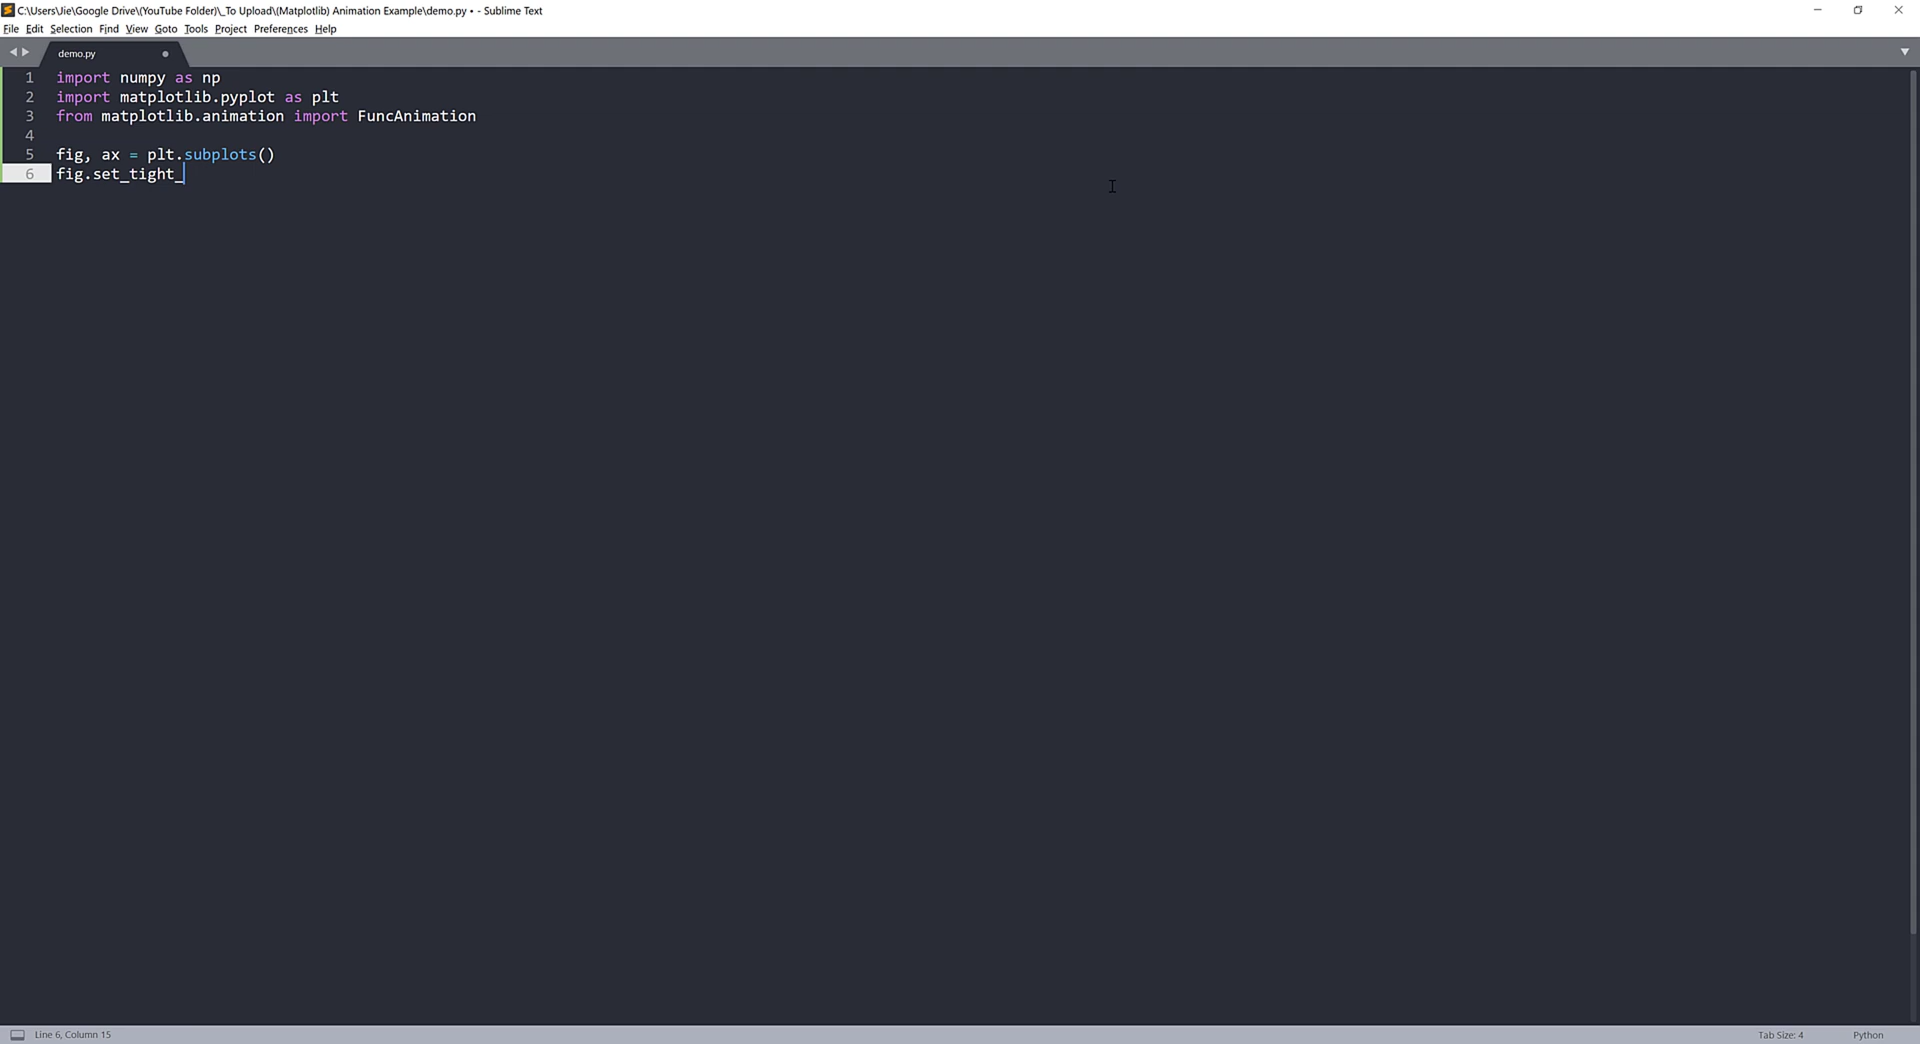 C:\Users\Jie\Google Drive\(YouTube Folder)\_To Upload\(Matplotlib) Animation Example\demo.py • - Sublime Text
File Edit Selection Find View Goto Tools Project Preferences Help
demo.py
1 import numpy as np
2 import matplotlib.pyplot as plt
3 from matplotlib.animation import FuncAnimation
4
5 fig, ax = plt.subplots()
6 fig.set_tight_
Line 6, Column 15 Tab Size: 4 Python